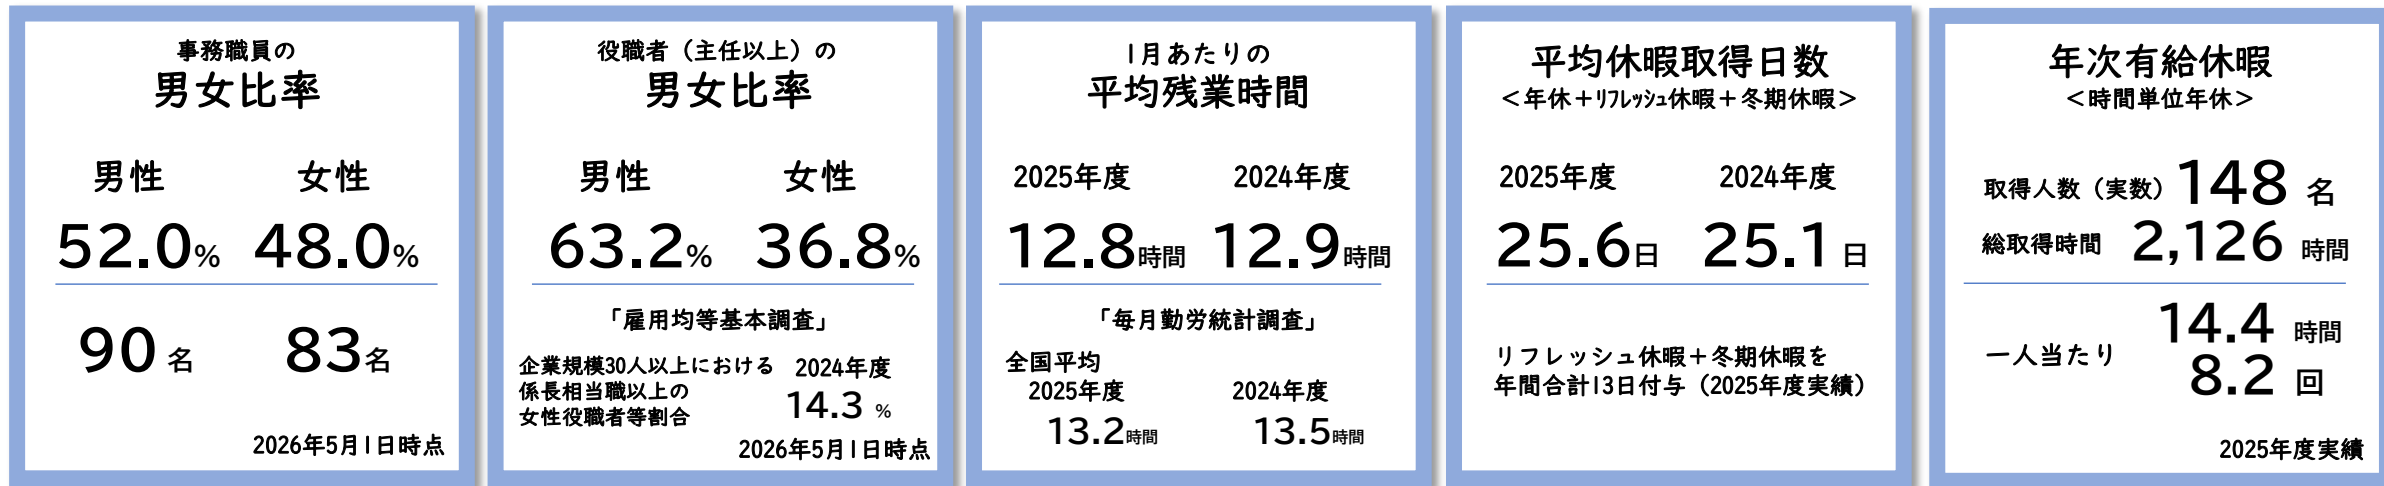 事務職員の
男女比率
男性 女性
52.0% 48.0%
90名 83名
2026年5月1日時点
役職者（主任以上）の
男女比率
男性 女性
63.2% 36.8%
「雇用均等基本調査」
企業規模30人以上における
係長相当職以上の
女性役職者等割合
2024年度
14.3 %
2026年5月1日時点
1月あたりの
平均残業時間
2025年度 2024年度
12.8時間 12.9時間
「毎月勤労統計調査」
全国平均
2025年度 2024年度
13.2時間 13.5時間
平均休暇取得日数
＜年休＋ﾘﾌﾚｯｼｭ休暇＋冬期休暇＞
2025年度 2024年度
25.6日 25.1日
リフレッシュ休暇＋冬期休暇を
年間合計13日付与（2025年度実績）
年次有給休暇
＜時間単位年休＞
取得人数（実数）148 名
総取得時間 2,126 時間
一人当たり
14.4 時間
8.2 回
2025年度実績